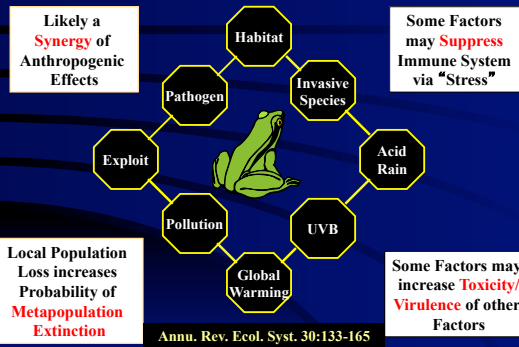 Likely a
Synergy of
Anthropogenic
Effects
Habitat
Some Factors
may Suppress
Immune System
via “Stress”
Pathogen
Invasive
Species
Exploit
Acid
Rain
Pollution
UVB
Global
Warming
Local Population
Loss increases
Probability of
Metapopulation
Extinction
Some Factors may
increase Toxicity/
Virulence of other
Factors
Annu. Rev. Ecol. Syst. 30:133-165